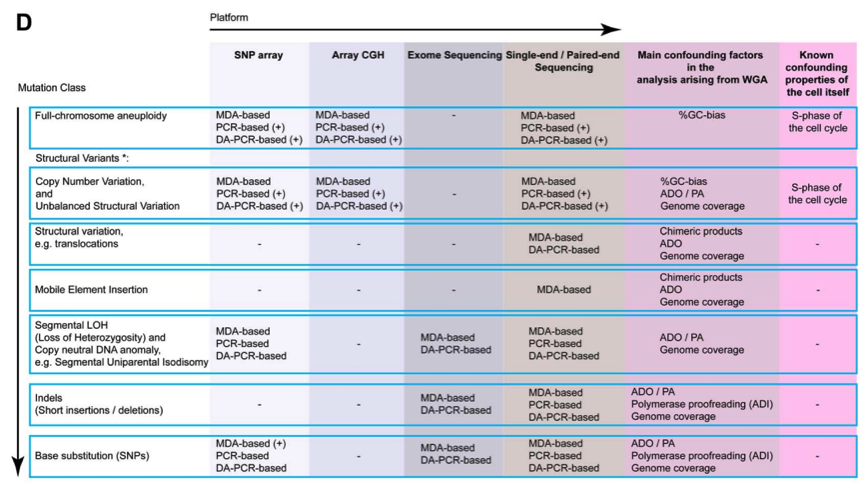 D
Platform
SNP array
Array CGH
Exome Sequencing
Single-end / Paired-end
Sequencing
Main confounding factors
in the
analysis arising from WGA
Known
confounding
properties of
the cell itself
Mutation Class
Full-chromosome aneuploidy
MDA-based
PCR-based (+)
DA-PCR-based (+)
MDA-based
PCR-based (+)
DA-PCR-based (+)
-
MDA-based
PCR-based (+)
DA-PCR-based (+)
%GC-bias
S-phase of
the cell cycle
Structural Variants *:
Copy Number Variation,
and
Unbalanced Structural Variation
MDA-based
PCR-based (+)
DA-PCR-based (+)
MDA-based
PCR-based (+)
DA-PCR-based (+)
-
MDA-based
PCR-based (+)
DA-PCR-based (+)
%GC-bias
ADO / PA
Genome coverage
S-phase of
the cell cycle
Structural variation,
e.g. translocations
-
-
-
MDA-based
DA-PCR-based
Chimeric products
ADO
Genome coverage
-
Mobile Element Insertion
-
-
-
MDA-based
Chimeric products
ADO
Genome coverage
-
Segmental LOH
(Loss of Heterozygosity) and
Copy neutral DNA anomaly,
e.g. Segmental Uniparental Isodisomy
MDA-based
PCR-based
DA-PCR-based
-
MDA-based
DA-PCR-based
MDA-based
PCR-based
DA-PCR-based
ADO / PA
Genome coverage
-
Indels
(Short insertions / deletions)
-
-
MDA-based
DA-PCR-based
MDA-based
PCR-based
DA-PCR-based
ADO / PA
Polymerase proofreading (ADI)
Genome coverage
-
Base substitution (SNPs)
MDA-based (+)
PCR-based
DA-PCR-based
-
MDA-based
DA-PCR-based
MDA-based
PCR-based
DA-PCR-based
ADO / PA
Polymerase proofreading (ADI)
Genome coverage
-